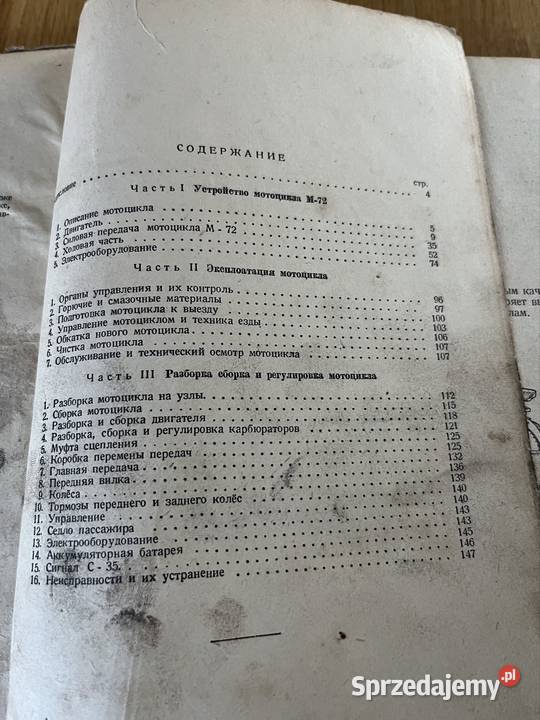 СОДЕРЖАНИЕ
стр.
исловие 4
Часть I Устройство мотоцикла М-72
1. Описание мотоцикла 5
2. Двигатель 9
3. Силовая передача мотоцикла М - 72 35
4. Ходовая часть 52
5. Электрооборудование 74
Часть II Эксплоатация мотоцикла
1. Органы управления и их контроль 96
2. Горючие и смазочные материалы 97
3. Подготовка мотоцикла к выезду 100
4. Управление мотоциклом и техника езды 103
5. Обкатка нового мотоцикла 106
6. Чистка мотоцикла 107
7. Обслуживание и технический осмотр мотоцикла 107
Часть III Разборка сборка и регулировка мотоцикла
1. Разборка мотоцикла на узлы. 112
2. Сборка мотоцикла 115
3. Разборка и сборка двигателя 118
4. Разборка, сборка и регулировка карбюраторов 121
5. Муфта сцепления 125
6. Коробка перемены передач 125
7. Главная передача 132
8. Передняя вилка 136
9. Колёса 139
10. Тормозы переднего и заднего колёс 140
11. Управление 140
12. Седло пассажира 143
13. Электрооборудование 143
14. Аккумуляторная батарея 145
15. Сигнал С - 35. 146
16. Неисправности и их устранение 147
ым кач
ряет вы
лам.
Sprzedajemy.pl